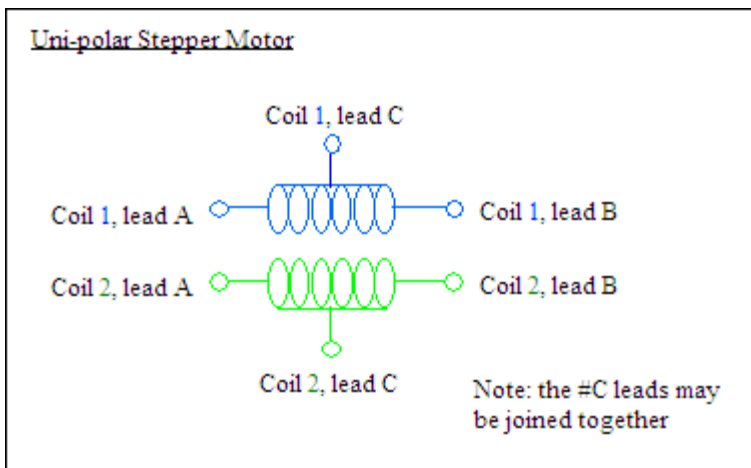 Uni-polar Stepper Motor
Coil 1, lead C
Coil 1, lead A
Coil 1, lead B
Coil 2, lead A
Coil 2, lead B
Coil 2, lead C
Note: the #C leads may
be joined together